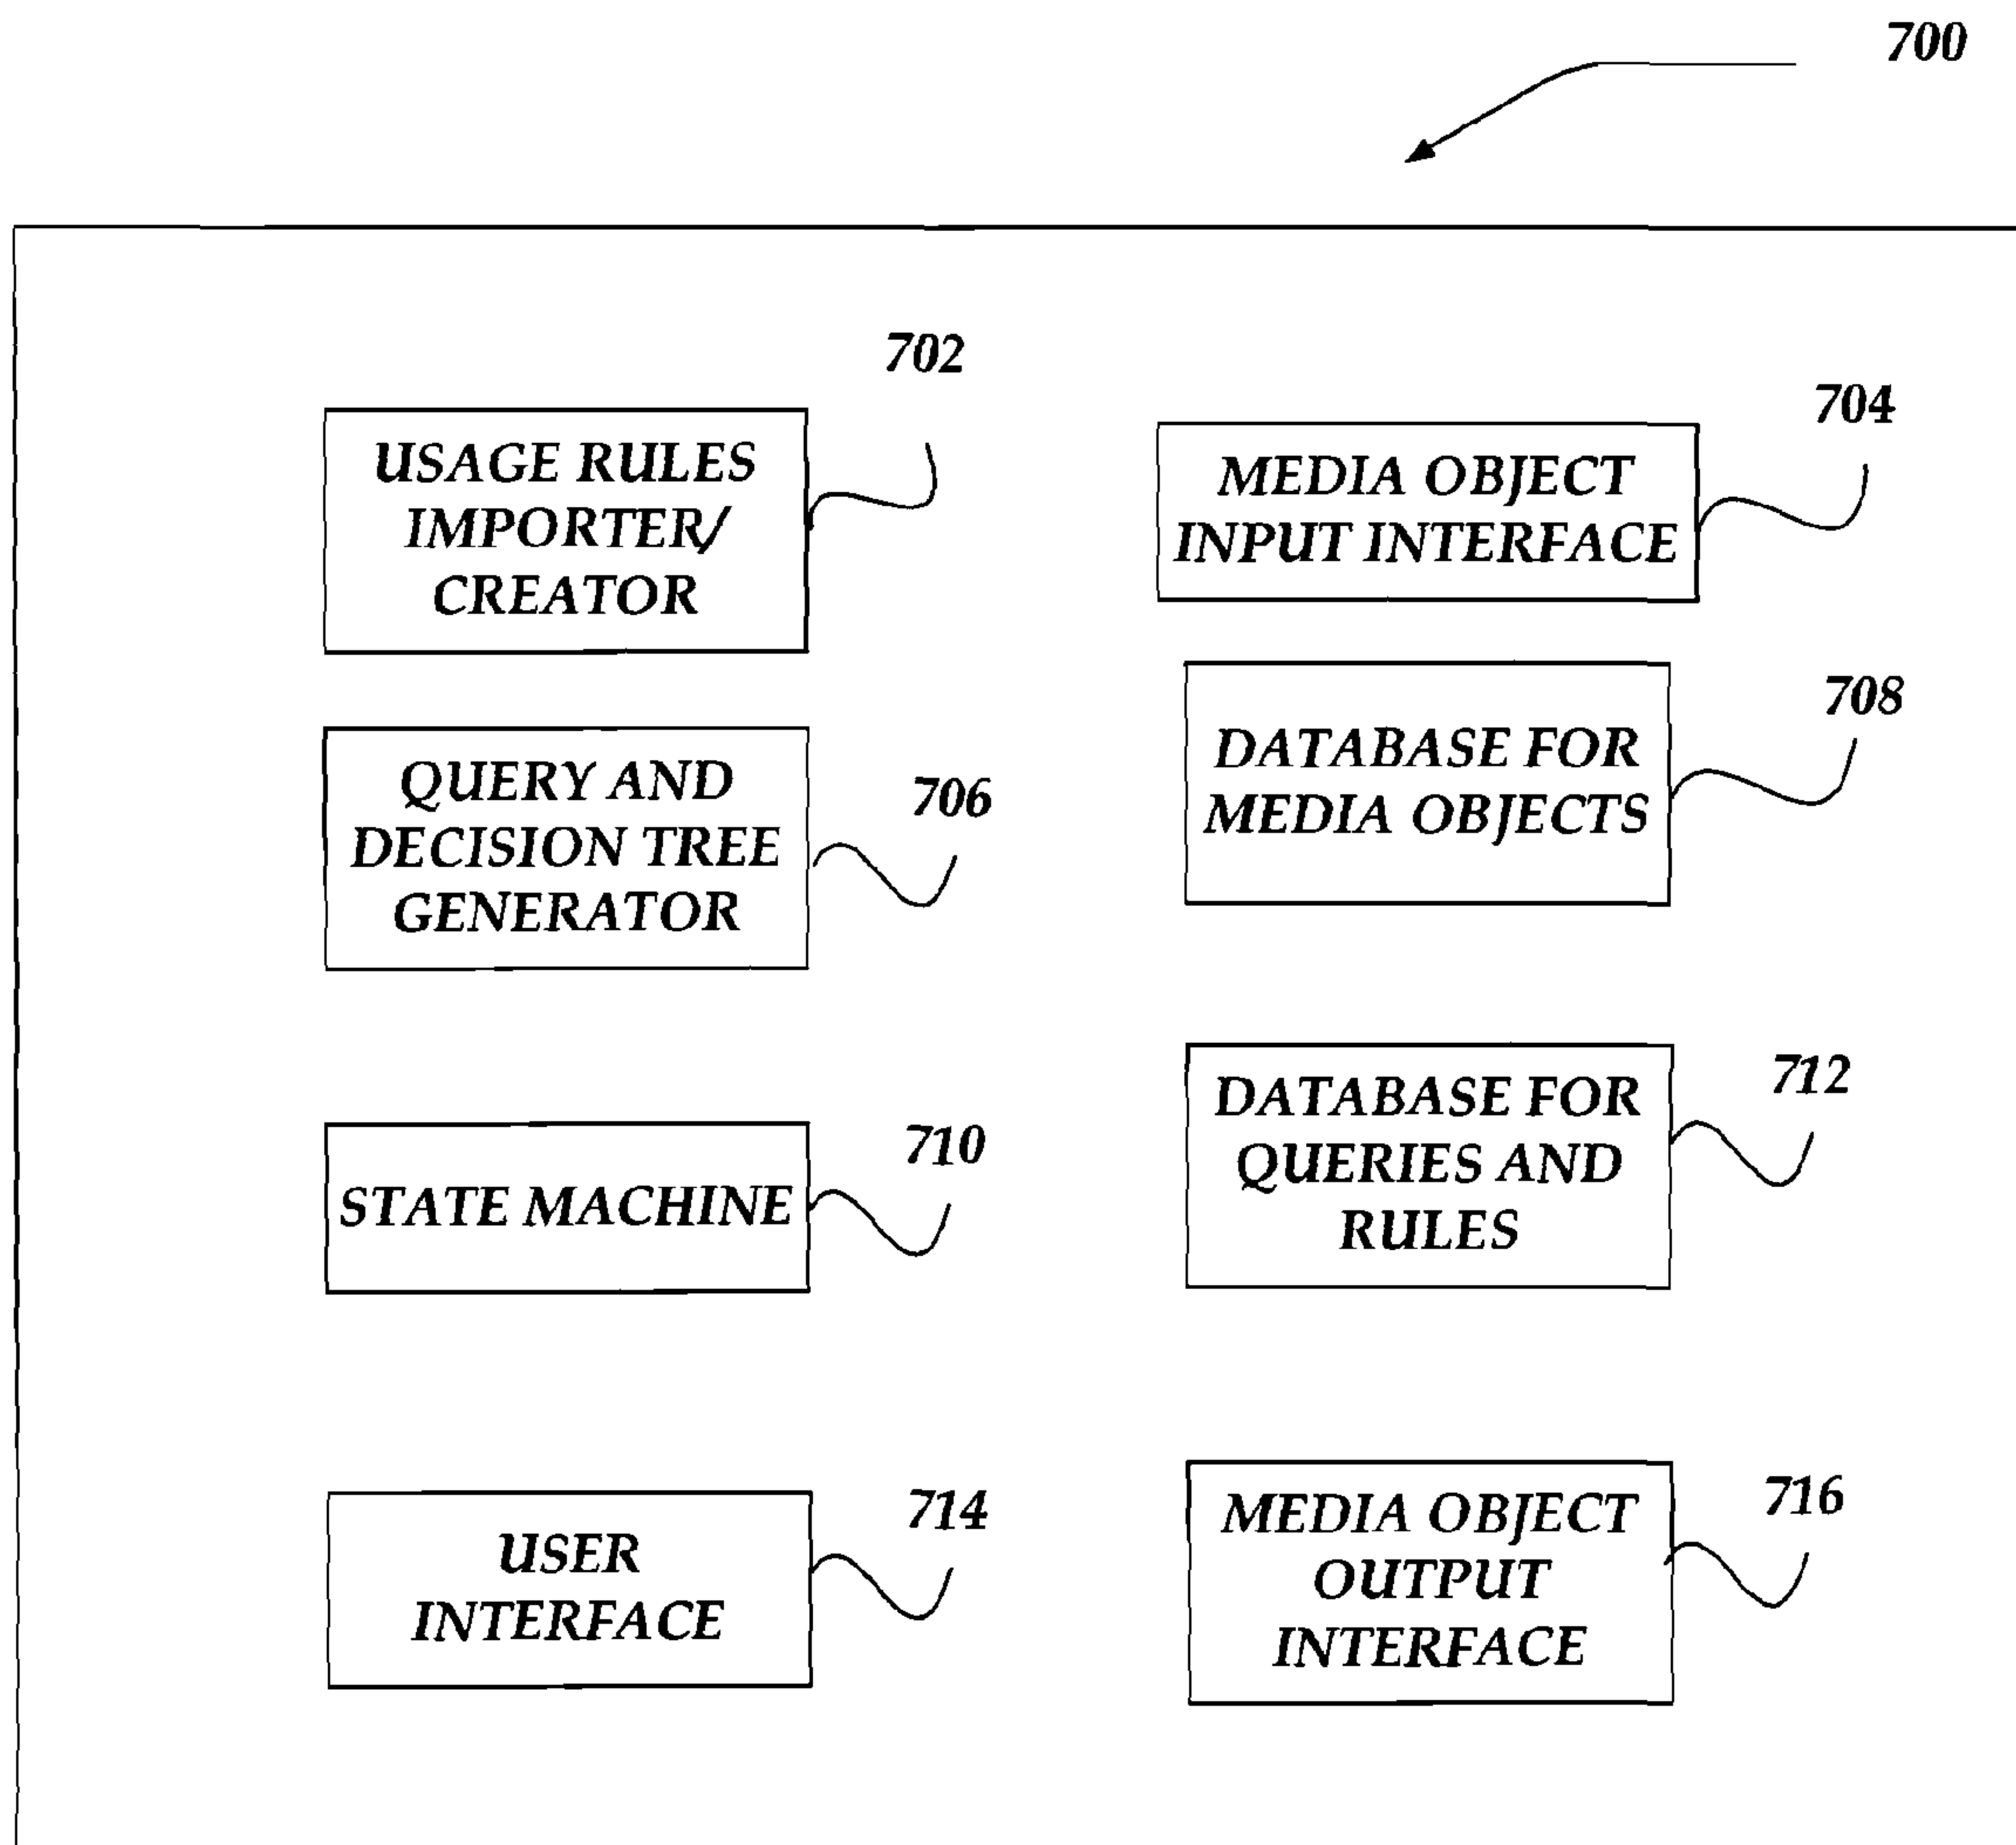 700
702
USAGE RULES
IMPORTER/
CREATOR
704
MEDIA OBJECT
INPUT INTERFACE
706
QUERY AND
DECISION TREE
GENERATOR
708
DATABASE FOR
MEDIA OBJECTS
710
STATE MACHINE
712
DATABASE FOR
QUERIES AND
RULES
714
USER
INTERFACE
716
MEDIA OBJECT
OUTPUT
INTERFACE